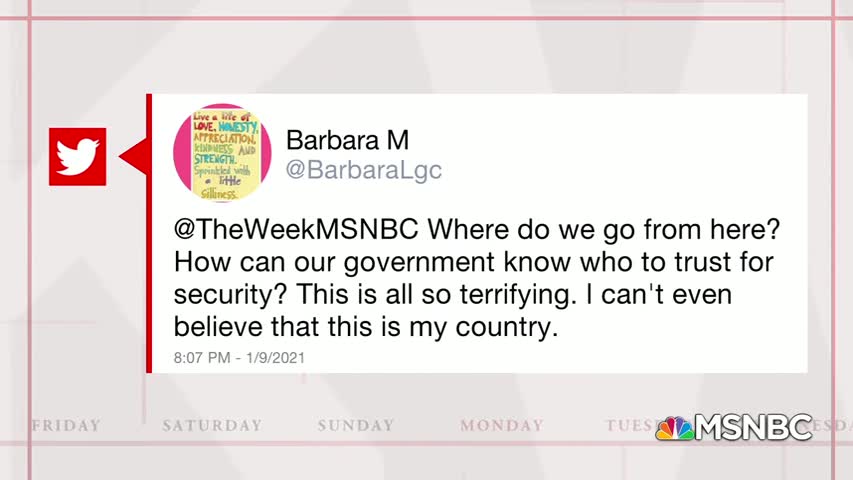 Live a life of
LOVE, HONESTY,
APPRECIATION,
KINDNESS AND
STRENGTH.
Sprinkled with
a little
silliness.
Barbara M
@BarbaraLgc
@TheWeekMSNBC Where do we go from here?
How can our government know who to trust for
security? This is all so terrifying. I can't even
believe that this is my country.
8:07 PM - 1/9/2021
FRIDAY SATURDAY SUNDAY MONDAY
MSNBC